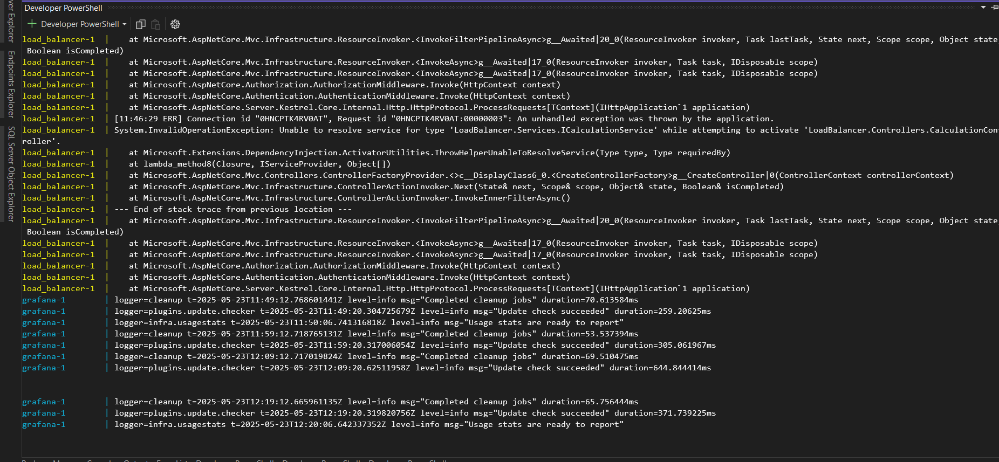 Developer PowerShell
Developer PowerShell
ver Explorer
Endpoints Explorer
SQL Server Object Explorer
load_balancer-1  |    at Microsoft.AspNetCore.Mvc.Infrastructure.ResourceInvoker.<InvokeFilterPipelineAsync>g__Awaited|20_0(ResourceInvoker invoker, Task lastTask, State next, Scope scope, Object state
 Boolean isCompleted)
load_balancer-1  |    at Microsoft.AspNetCore.Mvc.Infrastructure.ResourceInvoker.<InvokeAsync>g__Awaited|17_0(ResourceInvoker invoker, Task task, IDisposable scope)
load_balancer-1  |    at Microsoft.AspNetCore.Mvc.Infrastructure.ResourceInvoker.<InvokeAsync>g__Awaited|17_0(ResourceInvoker invoker, Task task, IDisposable scope)
load_balancer-1  |    at Microsoft.AspNetCore.Authorization.AuthorizationMiddleware.Invoke(HttpContext context)
load_balancer-1  |    at Microsoft.AspNetCore.Authentication.AuthenticationMiddleware.Invoke(HttpContext context)
load_balancer-1  |    at Microsoft.AspNetCore.Server.Kestrel.Core.Internal.Http.HttpProtocol.ProcessRequests[TContext](IHttpApplication`1 application)
load_balancer-1  | [11:46:29 ERR] Connection id "0HNCPTK4RV0AT", Request id "0HNCPTK4RV0AT:00000003": An unhandled exception was thrown by the application.
load_balancer-1  | System.InvalidOperationException: Unable to resolve service for type 'LoadBalancer.Services.ICalculationService' while attempting to activate 'LoadBalancer.Controllers.CalculationCont
roller'.
load_balancer-1  |    at Microsoft.Extensions.DependencyInjection.ActivatorUtilities.ThrowHelperUnableToResolveService(Type type, Type requiredBy)
load_balancer-1  |    at lambda_method8(Closure, IServiceProvider, Object[])
load_balancer-1  |    at Microsoft.AspNetCore.Mvc.Controllers.ControllerFactoryProvider.<>c__DisplayClass6_0.<CreateControllerFactory>g__CreateController|0(ControllerContext controllerContext)
load_balancer-1  |    at Microsoft.AspNetCore.Mvc.Infrastructure.ControllerActionInvoker.Next(State& next, Scope& scope, Object& state, Boolean& isCompleted)
load_balancer-1  |    at Microsoft.AspNetCore.Mvc.Infrastructure.ControllerActionInvoker.InvokeInnerFilterAsync()
load_balancer-1  | --- End of stack trace from previous location ---
load_balancer-1  |    at Microsoft.AspNetCore.Mvc.Infrastructure.ResourceInvoker.<InvokeFilterPipelineAsync>g__Awaited|20_0(ResourceInvoker invoker, Task lastTask, State next, Scope scope, Object state
 Boolean isCompleted)
load_balancer-1  |    at Microsoft.AspNetCore.Mvc.Infrastructure.ResourceInvoker.<InvokeAsync>g__Awaited|17_0(ResourceInvoker invoker, Task task, IDisposable scope)
load_balancer-1  |    at Microsoft.AspNetCore.Mvc.Infrastructure.ResourceInvoker.<InvokeAsync>g__Awaited|17_0(ResourceInvoker invoker, Task task, IDisposable scope)
load_balancer-1  |    at Microsoft.AspNetCore.Authorization.AuthorizationMiddleware.Invoke(HttpContext context)
load_balancer-1  |    at Microsoft.AspNetCore.Authentication.AuthenticationMiddleware.Invoke(HttpContext context)
load_balancer-1  |    at Microsoft.AspNetCore.Server.Kestrel.Core.Internal.Http.HttpProtocol.ProcessRequests[TContext](IHttpApplication`1 application)
grafana-1        | logger=cleanup t=2025-05-23T11:49:12.768601441Z level=info msg="Completed cleanup jobs" duration=70.613584ms
grafana-1        | logger=plugins.update.checker t=2025-05-23T11:49:20.304725679Z level=info msg="Update check succeeded" duration=259.20625ms
grafana-1        | logger=infra.usagestats t=2025-05-23T11:50:06.741316818Z level=info msg="Usage stats are ready to report"
grafana-1        | logger=cleanup t=2025-05-23T11:59:12.718765131Z level=info msg="Completed cleanup jobs" duration=53.537394ms
grafana-1        | logger=plugins.update.checker t=2025-05-23T11:59:20.317006054Z level=info msg="Update check succeeded" duration=305.061967ms
grafana-1        | logger=cleanup t=2025-05-23T12:09:12.717019824Z level=info msg="Completed cleanup jobs" duration=69.510475ms
grafana-1        | logger=plugins.update.checker t=2025-05-23T12:09:20.62511958Z level=info msg="Update check succeeded" duration=644.844414ms
grafana-1        | logger=cleanup t=2025-05-23T12:19:12.665961135Z level=info msg="Completed cleanup jobs" duration=65.756444ms
grafana-1        | logger=plugins.update.checker t=2025-05-23T12:19:20.319820756Z level=info msg="Update check succeeded" duration=371.739225ms
grafana-1        | logger=infra.usagestats t=2025-05-23T12:20:06.642337352Z level=info msg="Usage stats are ready to report"